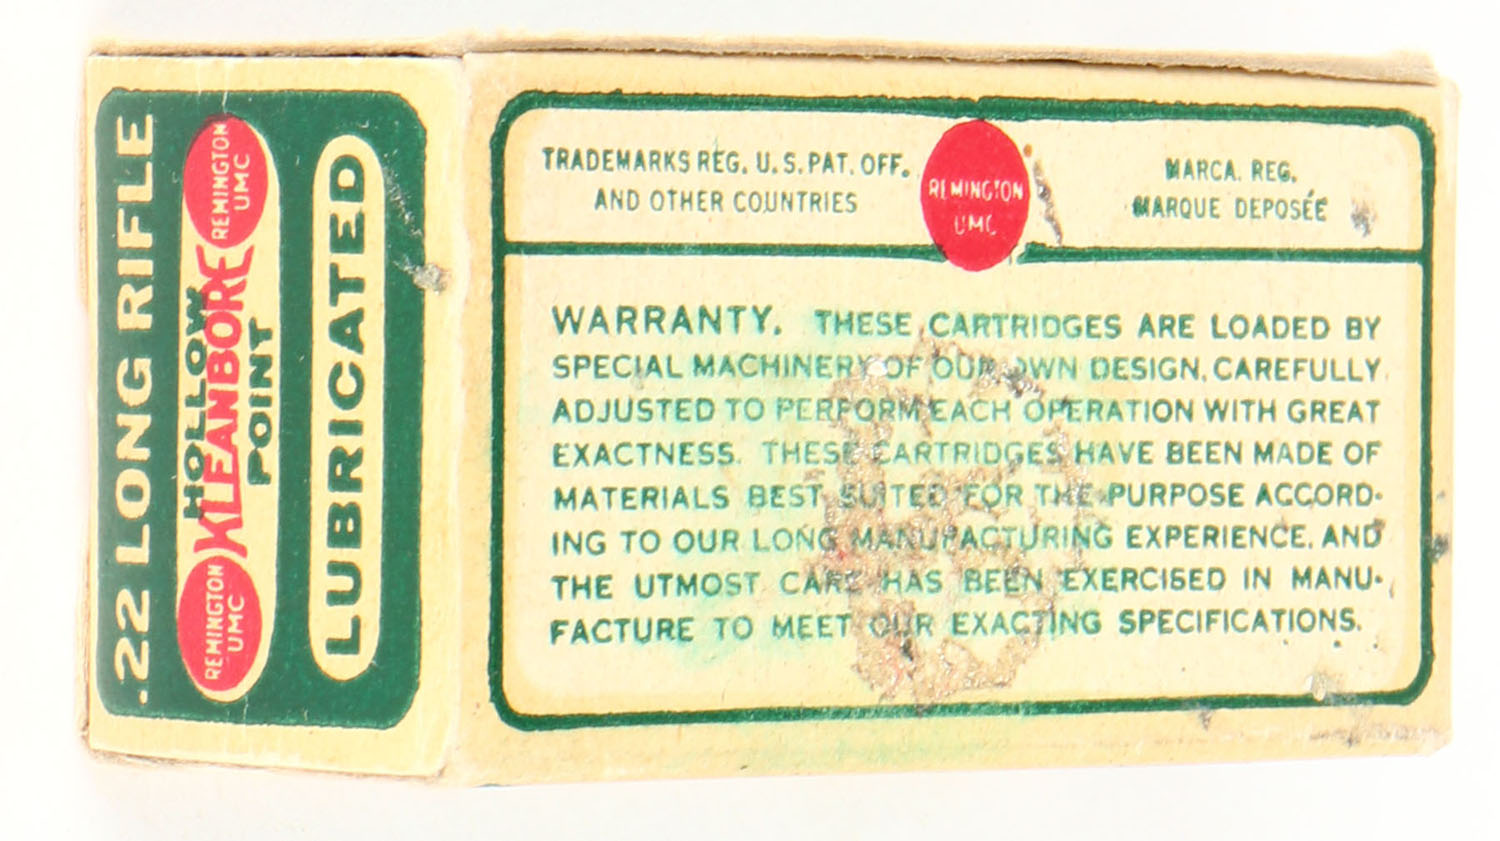 .22 LONG RIFLE
REMINGTON
UMC
HOLLOW
KLEANBORE
POINT
REMINGTON
UMC
LUBRICATED
TRADEMARKS REG. U.S. PAT. OFF.
AND OTHER COUNTRIES
REMINGTON
UMC
MARCA. REG.
MARQUE DEPOSÉE
WARRANTY. THESE CARTRIDGES ARE LOADED BY
SPECIAL MACHINERY OF OUR OWN DESIGN, CAREFULLY
ADJUSTED TO PERFORM EACH OPERATION WITH GREAT
EXACTNESS. THESE CARTRIDGES HAVE BEEN MADE OF
MATERIALS BEST SUITED FOR THE PURPOSE ACCORD-
ING TO OUR LONG MANUFACTURING EXPERIENCE, AND
THE UTMOST CARE HAS BEEN EXERCISED IN MANU-
FACTURE TO MEET OUR EXACTING SPECIFICATIONS.